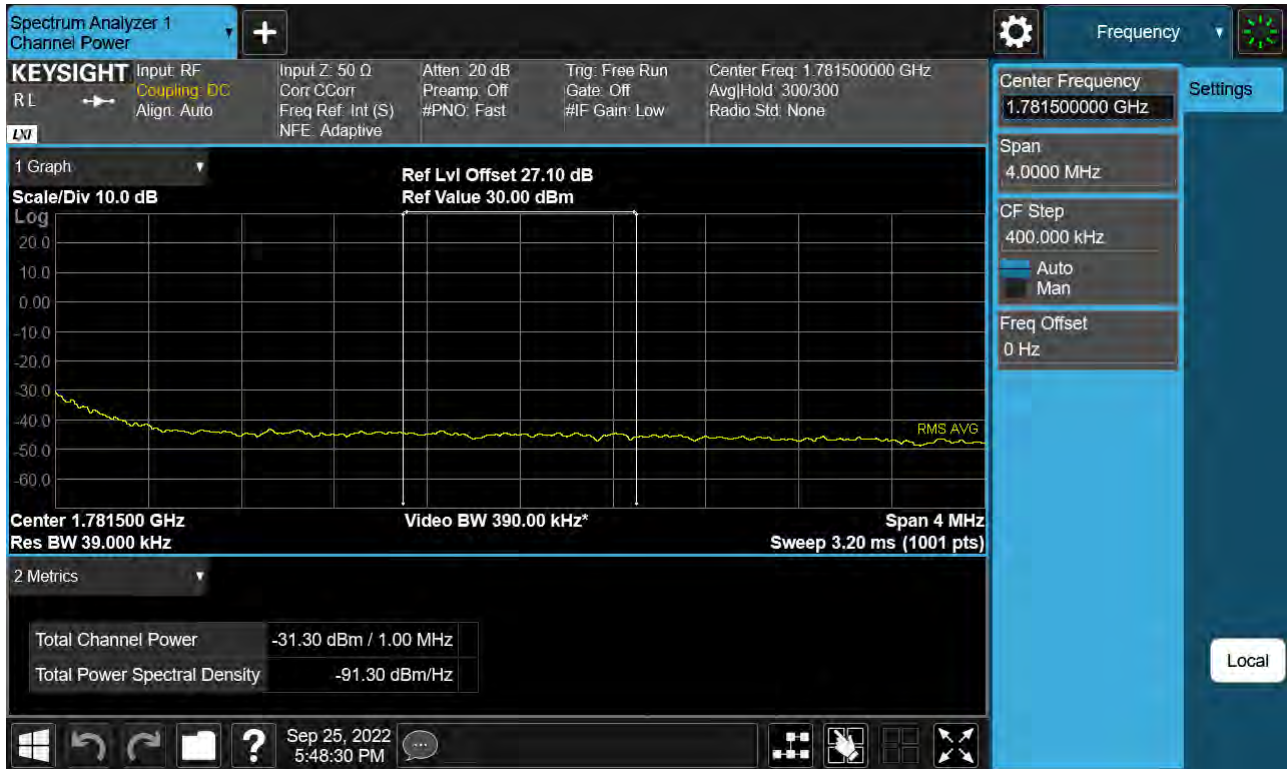 Spectrum Analyzer 1
Channel Power
+
Frequency
KEYSIGHT
RL
LXI
Input: RF
Coupling: DC
Align: Auto
Input Z: 50 Ω
Corr CCorr
Freq Ref: Int (S)
NFE: Adaptive
Atten: 20 dB
Preamp: Off
#PNO: Fast
Trig: Free Run
Gate: Off
#IF Gain: Low
Center Freq: 1.781500000 GHz
Avg|Hold: 300/300
Radio Std: None
Center Frequency
1.781500000 GHz
Settings
Span
4.0000 MHz
CF Step
400.000 kHz
Auto
Man
Freq Offset
0 Hz
Local
1 Graph
Scale/Div 10.0 dB
Ref Lvl Offset 27.10 dB
Ref Value 30.00 dBm
Log
20.0
10.0
0.00
-10.0
-20.0
-30.0
-40.0
-50.0
-60.0
RMS AVG
Center 1.781500 GHz
Video BW 390.00 kHz*
Span 4 MHz
Res BW 39.000 kHz
Sweep 3.20 ms (1001 pts)
2 Metrics
Total Channel Power -31.30 dBm / 1.00 MHz
Total Power Spectral Density -91.30 dBm/Hz
?
Sep 25, 2022
5:48:30 PM